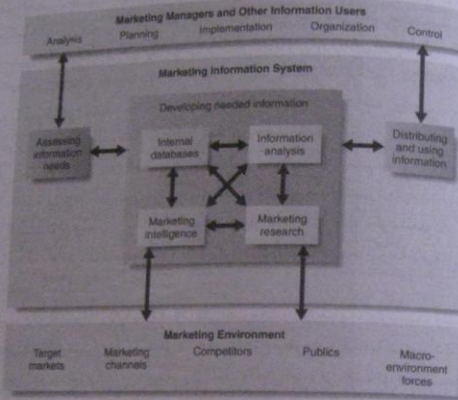 Marketing Managers and Other Information Users
Analysis Planning Implementation Organization Control
Marketing Information System
Developing needed information
Assessing
information
needs
Internal
databases
Information
analysis
Distributing
and using
information
Marketing
intelligence
Marketing
research
Marketing Environment
Target
markets
Marketing
channels
Competitors
Publics
Macro-
environment
forces